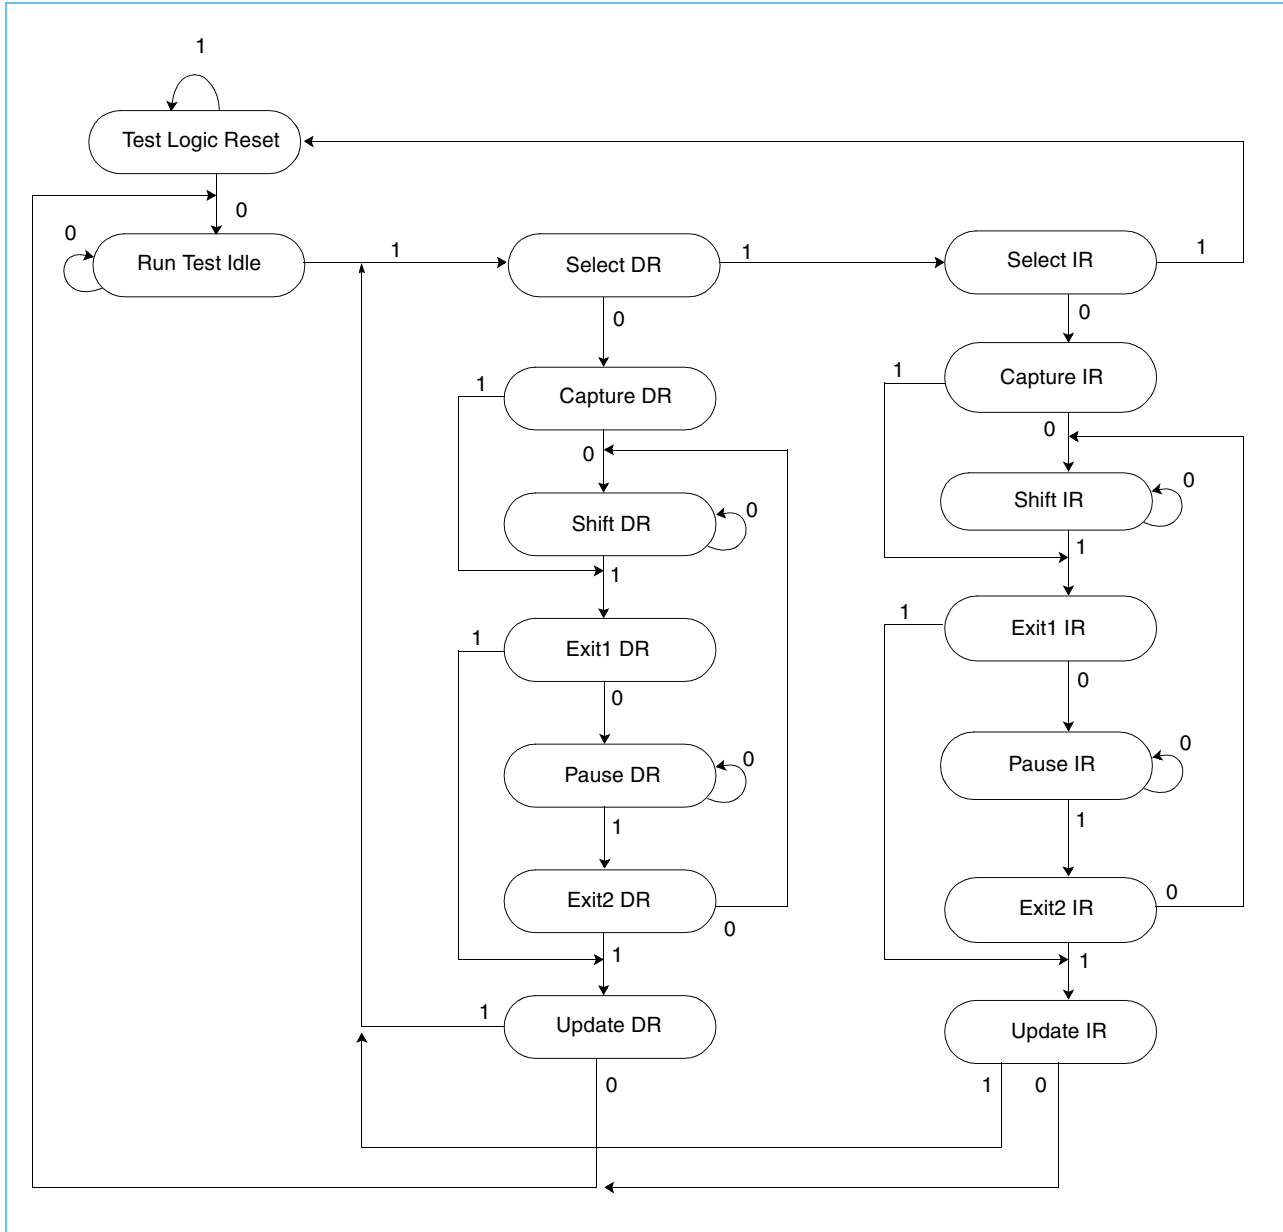 1
Test Logic Reset
0
0
Run Test Idle
1
Select DR
1
Select IR
1
0
0
1
Capture DR
1
Capture IR
0
0
Shift DR
0
Shift IR
0
1
1
1
Exit1 DR
1
Exit1 IR
0
0
Pause DR
0
Pause IR
0
1
1
Exit2 DR
0
Exit2 IR
0
1
1
1
Update DR
Update IR
0
1
0